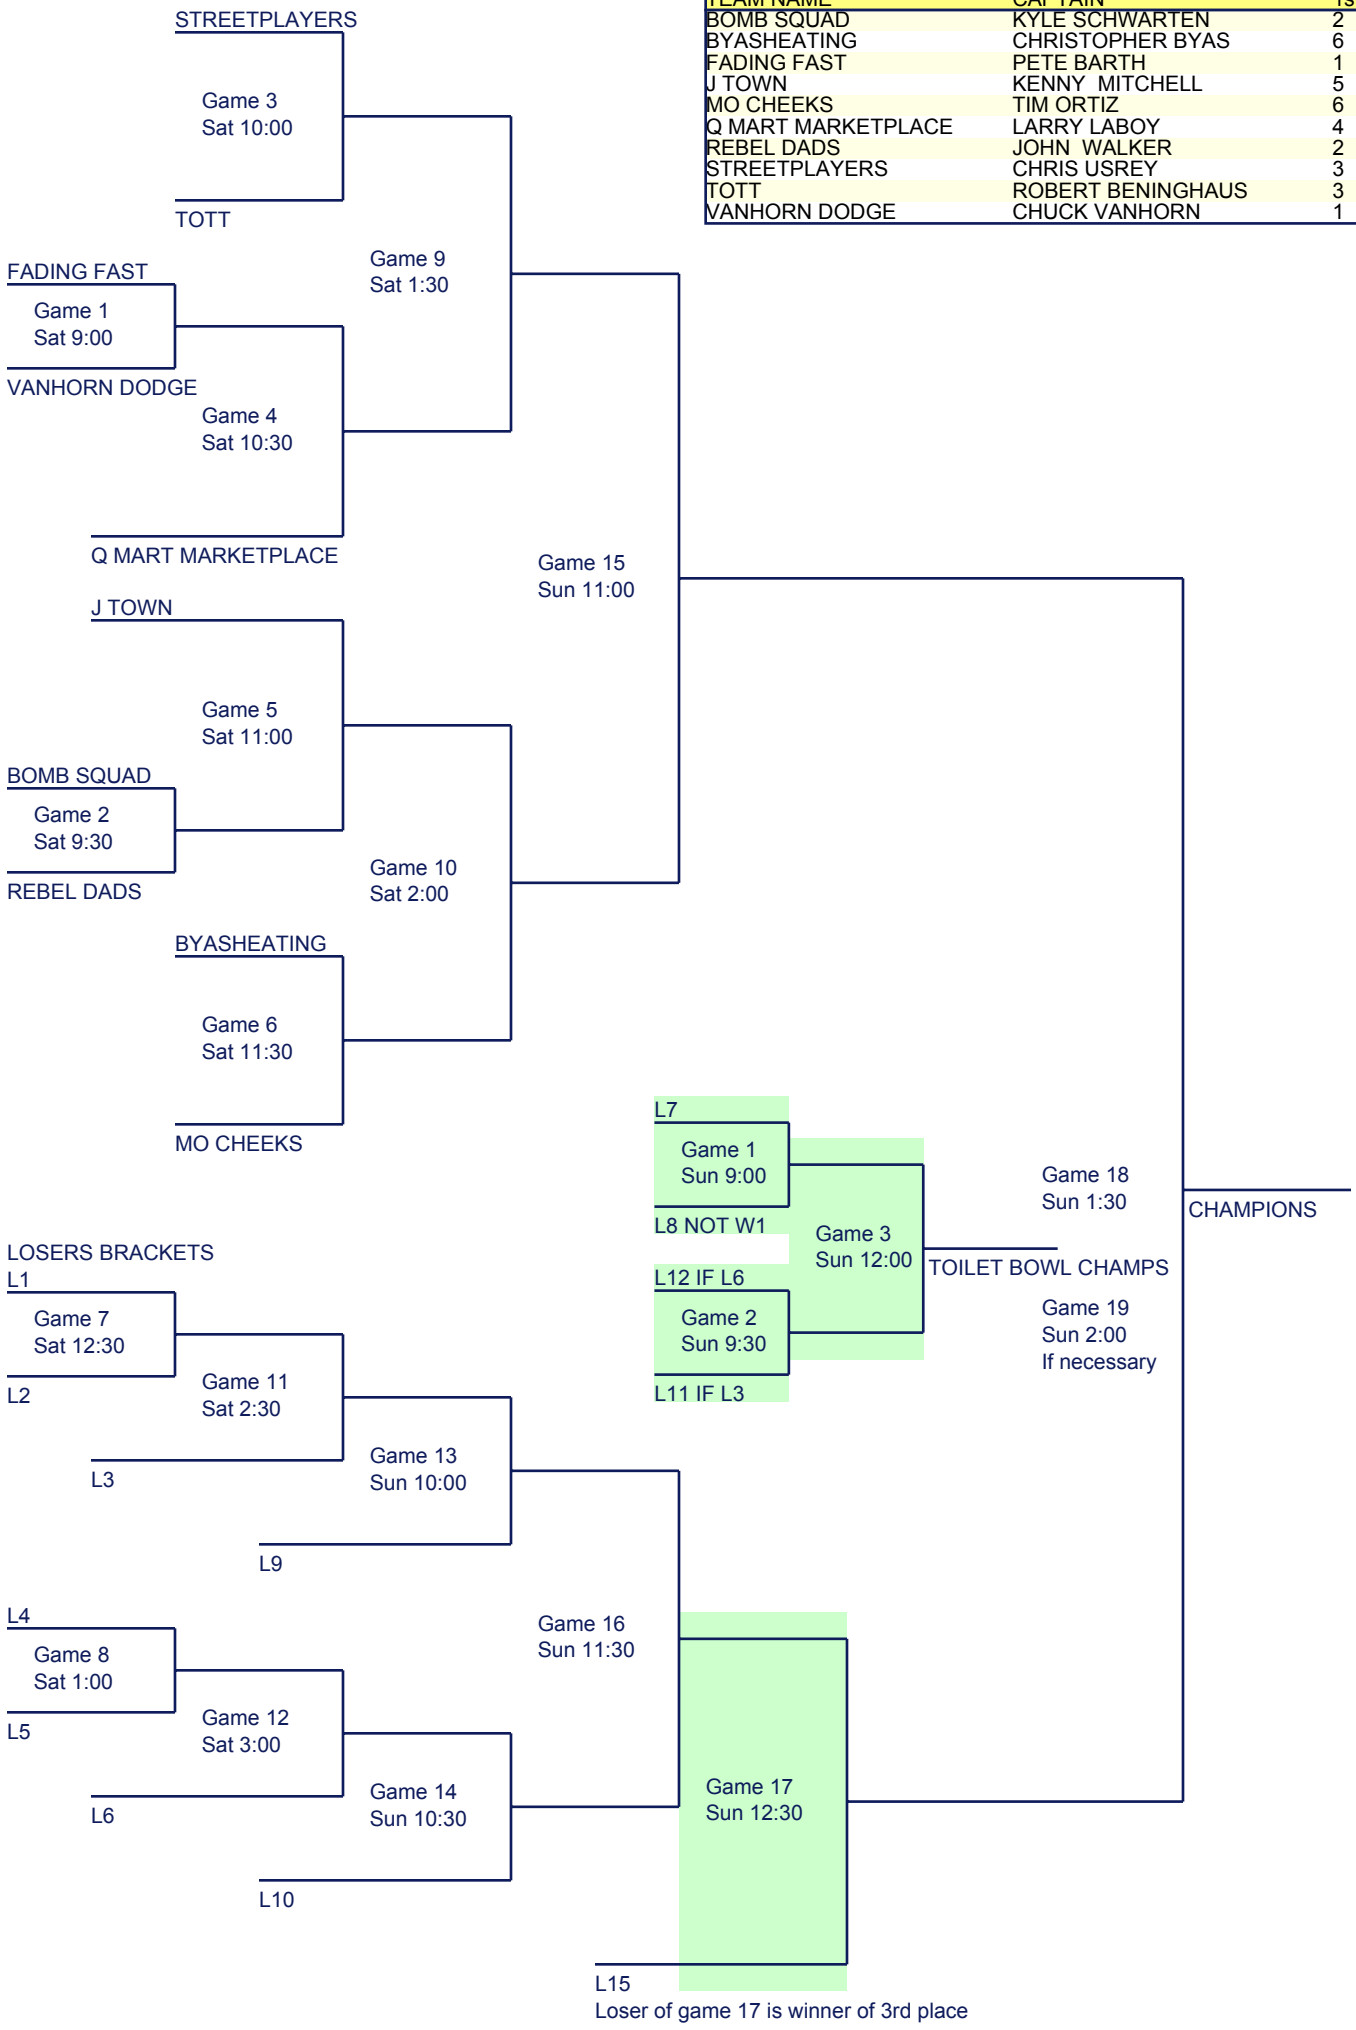 TEAM NAME CAPTAIN 1s
BOMB SQUAD KYLE SCHWARTEN 2
BYASHEATING CHRISTOPHER BYAS 6
FADING FAST PETE BARTH 1
J TOWN KENNY MITCHELL 5
MO CHEEKS TIM ORTIZ 6
Q MART MARKETPLACE LARRY LABOY 4
REBEL DADS JOHN WALKER 2
STREETPLAYERS CHRIS USREY 3
TOTT ROBERT BENINGHAUS 3
VANHORN DODGE CHUCK VANHORN 1
STREETPLAYERS
Game 3
Sat 10:00
TOTT
Game 9
Sat 1:30
FADING FAST
Game 1
Sat 9:00
VANHORN DODGE
Game 4
Sat 10:30
Q MART MARKETPLACE
Game 15
Sun 11:00
J TOWN
Game 5
Sat 11:00
BOMB SQUAD
Game 2
Sat 9:30
REBEL DADS
Game 10
Sat 2:00
BYASHEATING
Game 6
Sat 11:30
MO CHEEKS
L7
Game 1
Sun 9:00
L8 NOT W1
Game 3
Sun 12:00
L12 IF L6
Game 2
Sun 9:30
L11 IF L3
TOILET BOWL CHAMPS
Game 18
Sun 1:30
CHAMPIONS
Game 19
Sun 2:00
If necessary
LOSERS BRACKETS
L1
Game 7
Sat 12:30
L2
Game 11
Sat 2:30
L3
Game 13
Sun 10:00
L9
Game 16
Sun 11:30
L4
Game 8
Sat 1:00
L5
Game 12
Sat 3:00
L6
Game 14
Sun 10:30
L10
Game 17
Sun 12:30
L15
Loser of game 17 is winner of 3rd place